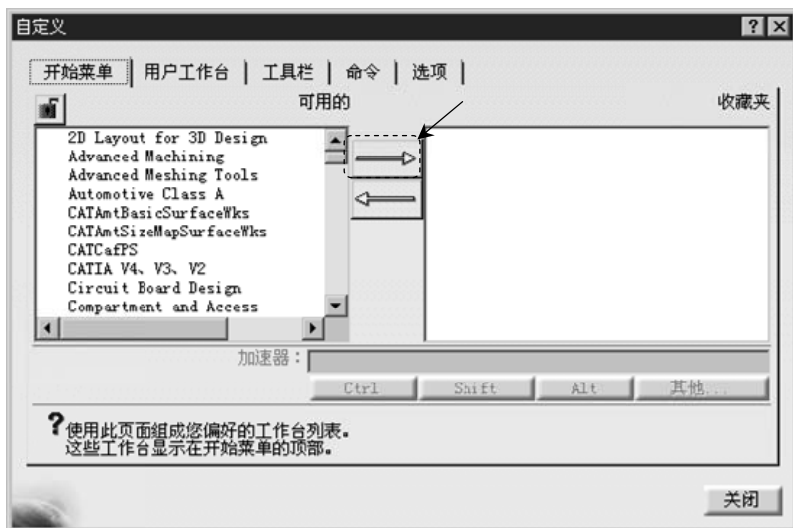 自定义
开始菜单 用户工作台 工具栏 命令 选项
可用的 收藏夹
2D Layout for 3D Design
Advanced Machining
Advanced Meshing Tools
Automotive Class A
CATAmtBasicSurfaceWks
CATAmtSizeMapSurfaceWks
CATCafPS
CATIA V4、V3、V2
Circuit Board Design
Compartment and Access
加速器：
Ctrl Shift Alt 其他...
?使用此页面组成您偏好的工作台列表。
这些工作台显示在开始菜单的顶部。
关闭